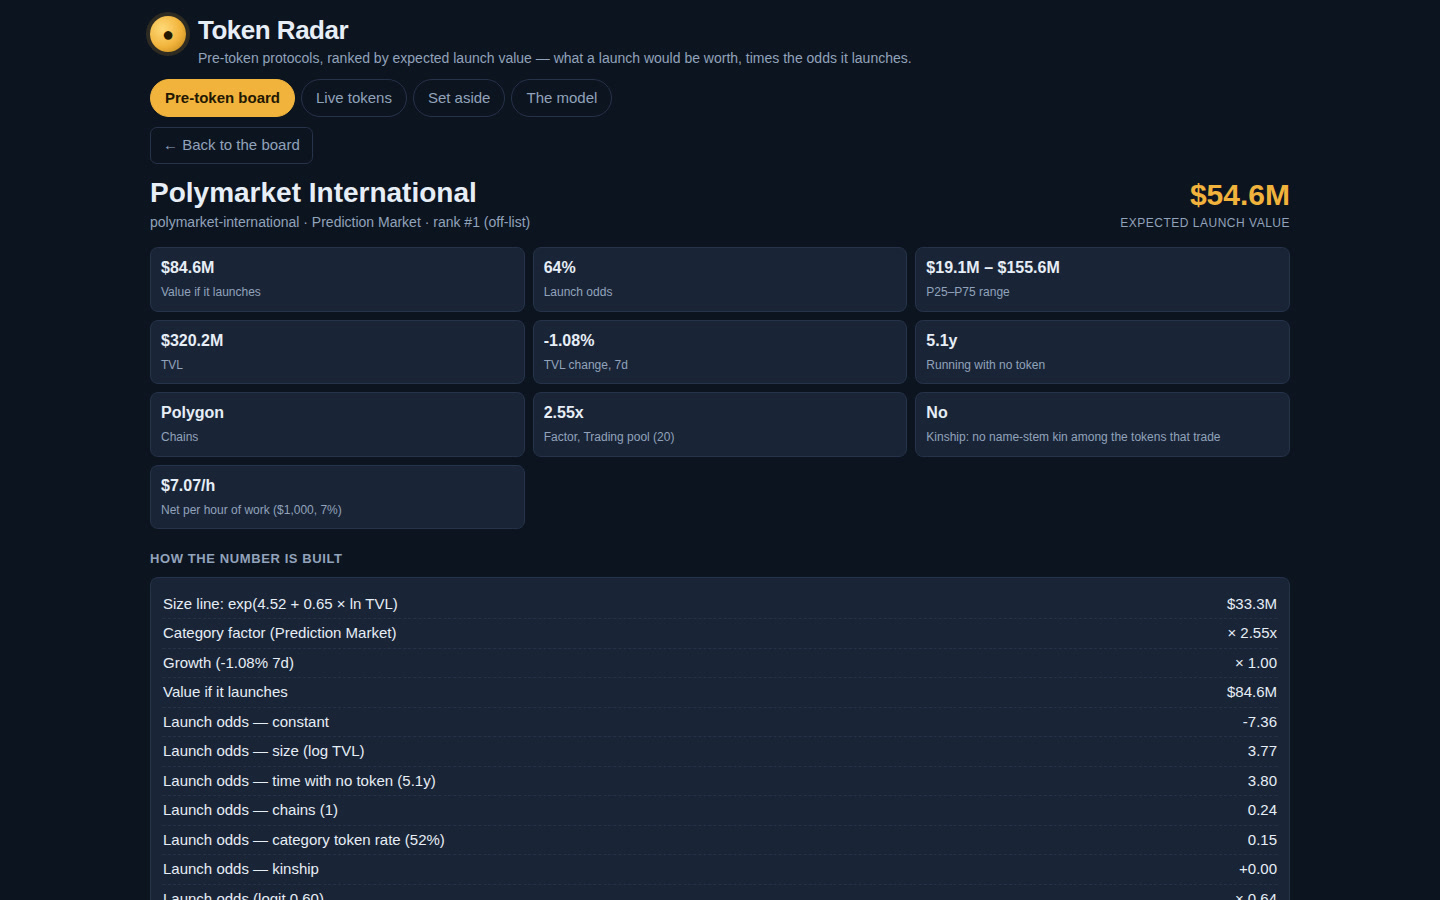 Token Radar
Pre-token protocols, ranked by expected launch value — what a launch would be worth, times the odds it launches.
Pre-token board
Live tokens
Set aside
The model
← Back to the board
Polymarket International
$54.6M
polymarket-international · Prediction Market · rank #1 (off-list)
EXPECTED LAUNCH VALUE
$84.6M
Value if it launches
64%
Launch odds
$19.1M – $155.6M
P25–P75 range
$320.2M
TVL
-1.08%
TVL change, 7d
5.1y
Running with no token
Polygon
Chains
2.55x
Factor, Trading pool (20)
No
Kinship: no name-stem kin among the tokens that trade
$7.07/h
Net per hour of work ($1,000, 7%)
HOW THE NUMBER IS BUILT
Size line: exp(4.52 + 0.65 × ln TVL) $33.3M
Category factor (Prediction Market) × 2.55x
Growth (-1.08% 7d) × 1.00
Value if it launches $84.6M
Launch odds — constant -7.36
Launch odds — size (log TVL) 3.77
Launch odds — time with no token (5.1y) 3.80
Launch odds — chains (1) 0.24
Launch odds — category token rate (52%) 0.15
Launch odds — kinship +0.00
Launch odds (logit 0.60) × 0.64